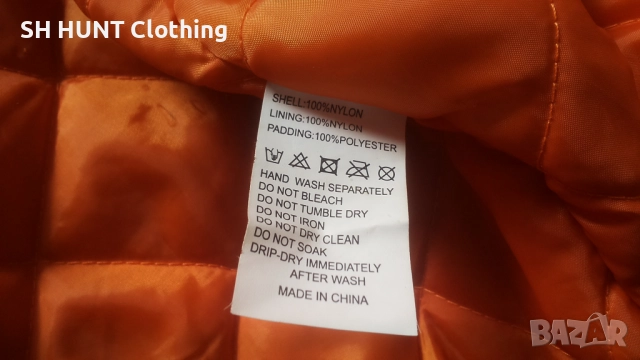 SH HUNT Clothing
SHELL:100%NYLON
LINING:100%NYLON
PADDING:100%POLYESTER
HAND WASH SEPARATELY
DO NOT BLEACH
DO NOT TUMBLE DRY
DO NOT IRON
DO NOT DRY CLEAN
DO NOT SOAK
DRIP-DRY IMMEDIATELY
AFTER WASH
MADE IN CHINA
BAZAR